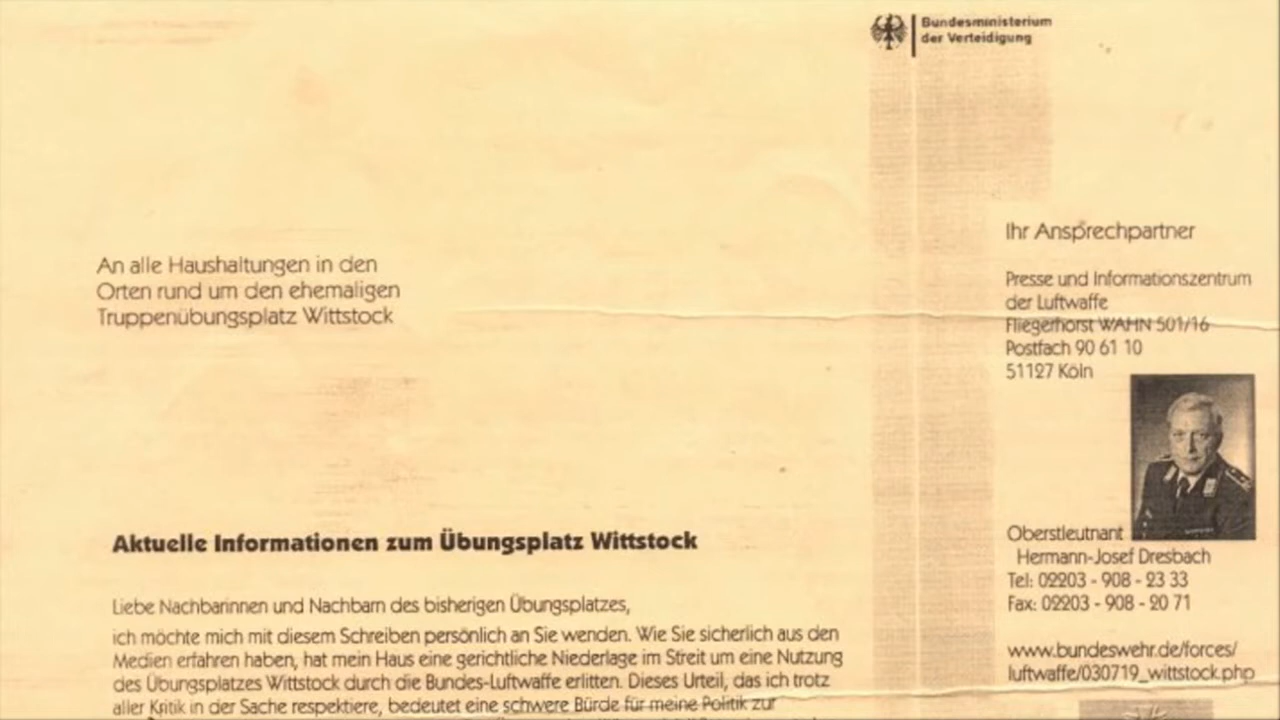 Bundesministerium
der Verteidigung
Ihr Ansprechpartner
Presse und Informationszentrum
der Luftwaffe
Fliegerhorst WAHN 501/16
Postfach 90 61 10
51127 Köln
Oberstleutnant
Hermann-Josef Dresbach
Tel: 02203 - 908 - 23 33
Fax: 02203 - 908 - 20 71
www.bundeswehr.de/forces/
luftwaffe/030719_wittstock.php
An alle Haushaltungen in den
Orten rund um den ehemaligen
Truppenübungsplatz Wittstock
Aktuelle Informationen zum Übungsplatz Wittstock
Liebe Nachbarinnen und Nachbarn des bisherigen Übungsplatzes,
ich möchte mich mit diesem Schreiben persönlich an Sie wenden. Wie Sie sicherlich aus den
Medien erfahren haben, hat mein Haus eine gerichtliche Niederlage im Streit um eine Nutzung
des Übungsplatzes Wittstock durch die Bundes-Luftwaffe erlitten. Dieses Urteil, das ich trotz
aller Kritik in der Sache respektiere, bedeutet eine schwere Bürde für meine Politik zur